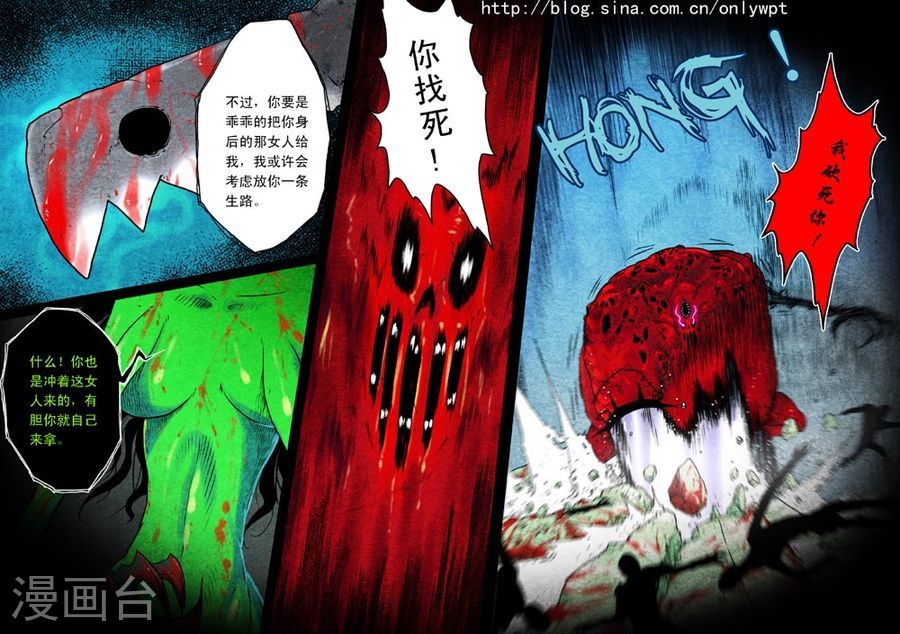 http://blog.sina.com.cn/onlywpt
不过，你要是
乖乖的把你身
后的那女人给
我，我或许会
考虑放你一条
生路。
什么！你也
是冲着这女
人来的，有
胆你就自己
来拿。
你找死！
HONG!
我砍死你！
漫画台